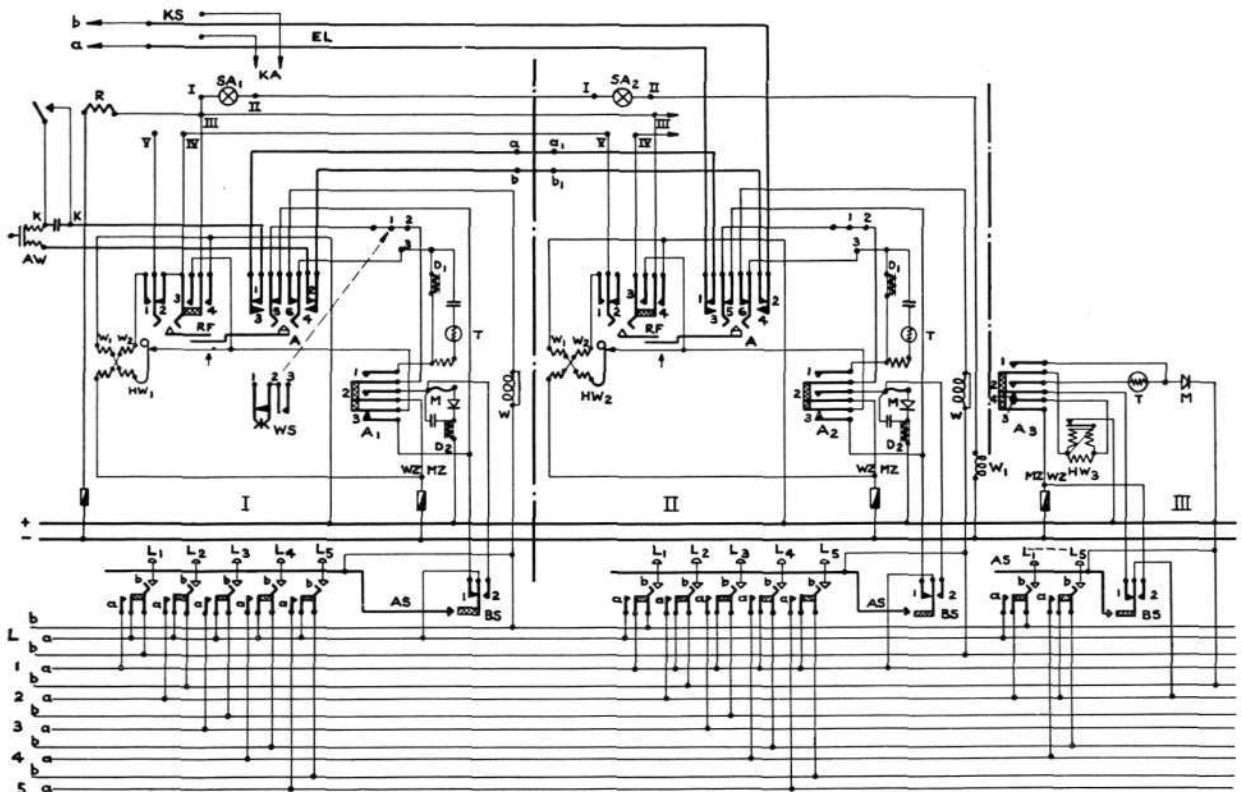 b KS
a EL
KA
I SA1 II I SA2 II
R III III
V IV V IV
a a1
b b1
K K
AW
1 2 1 2
3 3
D1 D1
1 2 3 4 1 3 5 6 4 2 1 2 3 4 1 3 5 6 4 2
T T
RF A RF A
W1 W2 W1 W2
HW1 HW2
1 2 3 WS
1 2 3 A1 M D2 W
1 2 3 A2 M D2 W
1 2 4 3 A3 T M
HW3
W1
WZ MZ WZ MZ MZ WZ
I II III
+
-
L1 L2 L3 L4 L5 L1 L2 L3 L4 L5 AS L1 L5
b b b b b b b b b b b b
a a a a a a a a a a a a
AS 1 2 BS AS 1 2 BS 1 2 BS
b
L a
b
1 a
b
2 a
b
3 a
b
4 a
b
5 a